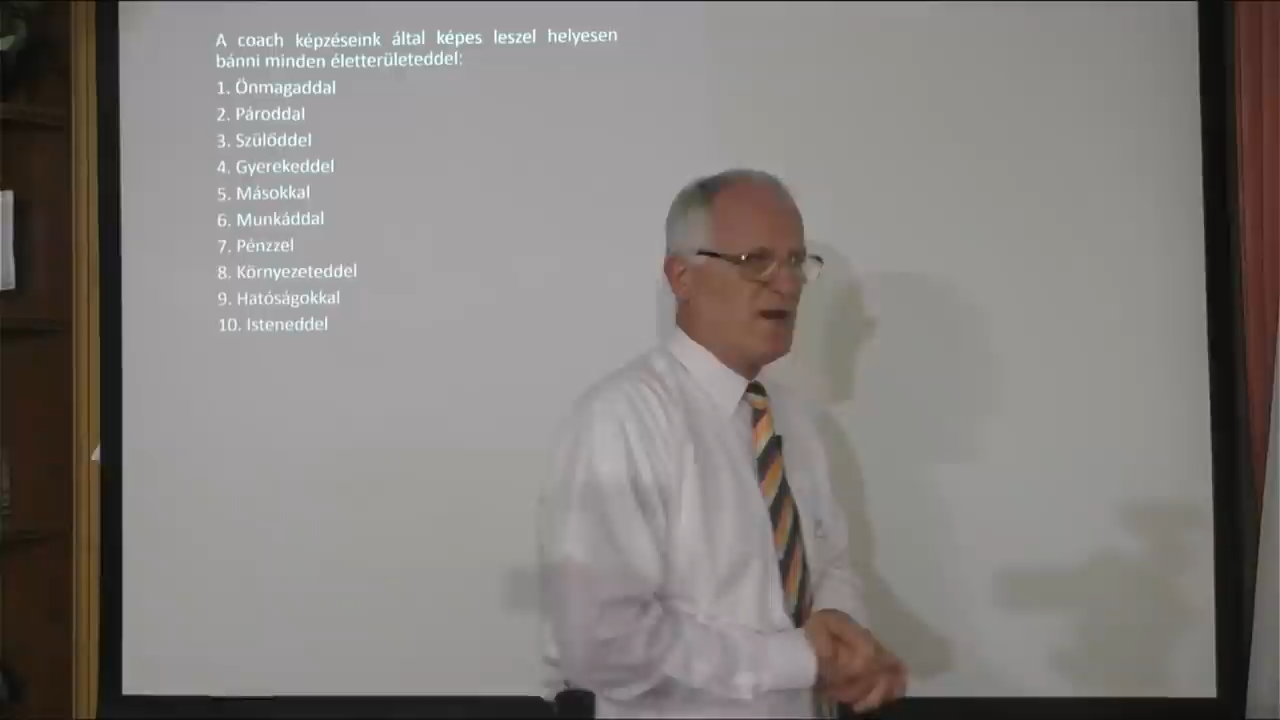 A coach képzéseink által képes leszel helyesen
bánni minden életterületeddel:
1. Önmagaddal
2. Pároddal
3. Szülőddel
4. Gyerekeddel
5. Másokkal
6. Munkáddal
7. Pénzzel
8. Környezeteddel
9. Hatóságokkal
10. Isteneddel